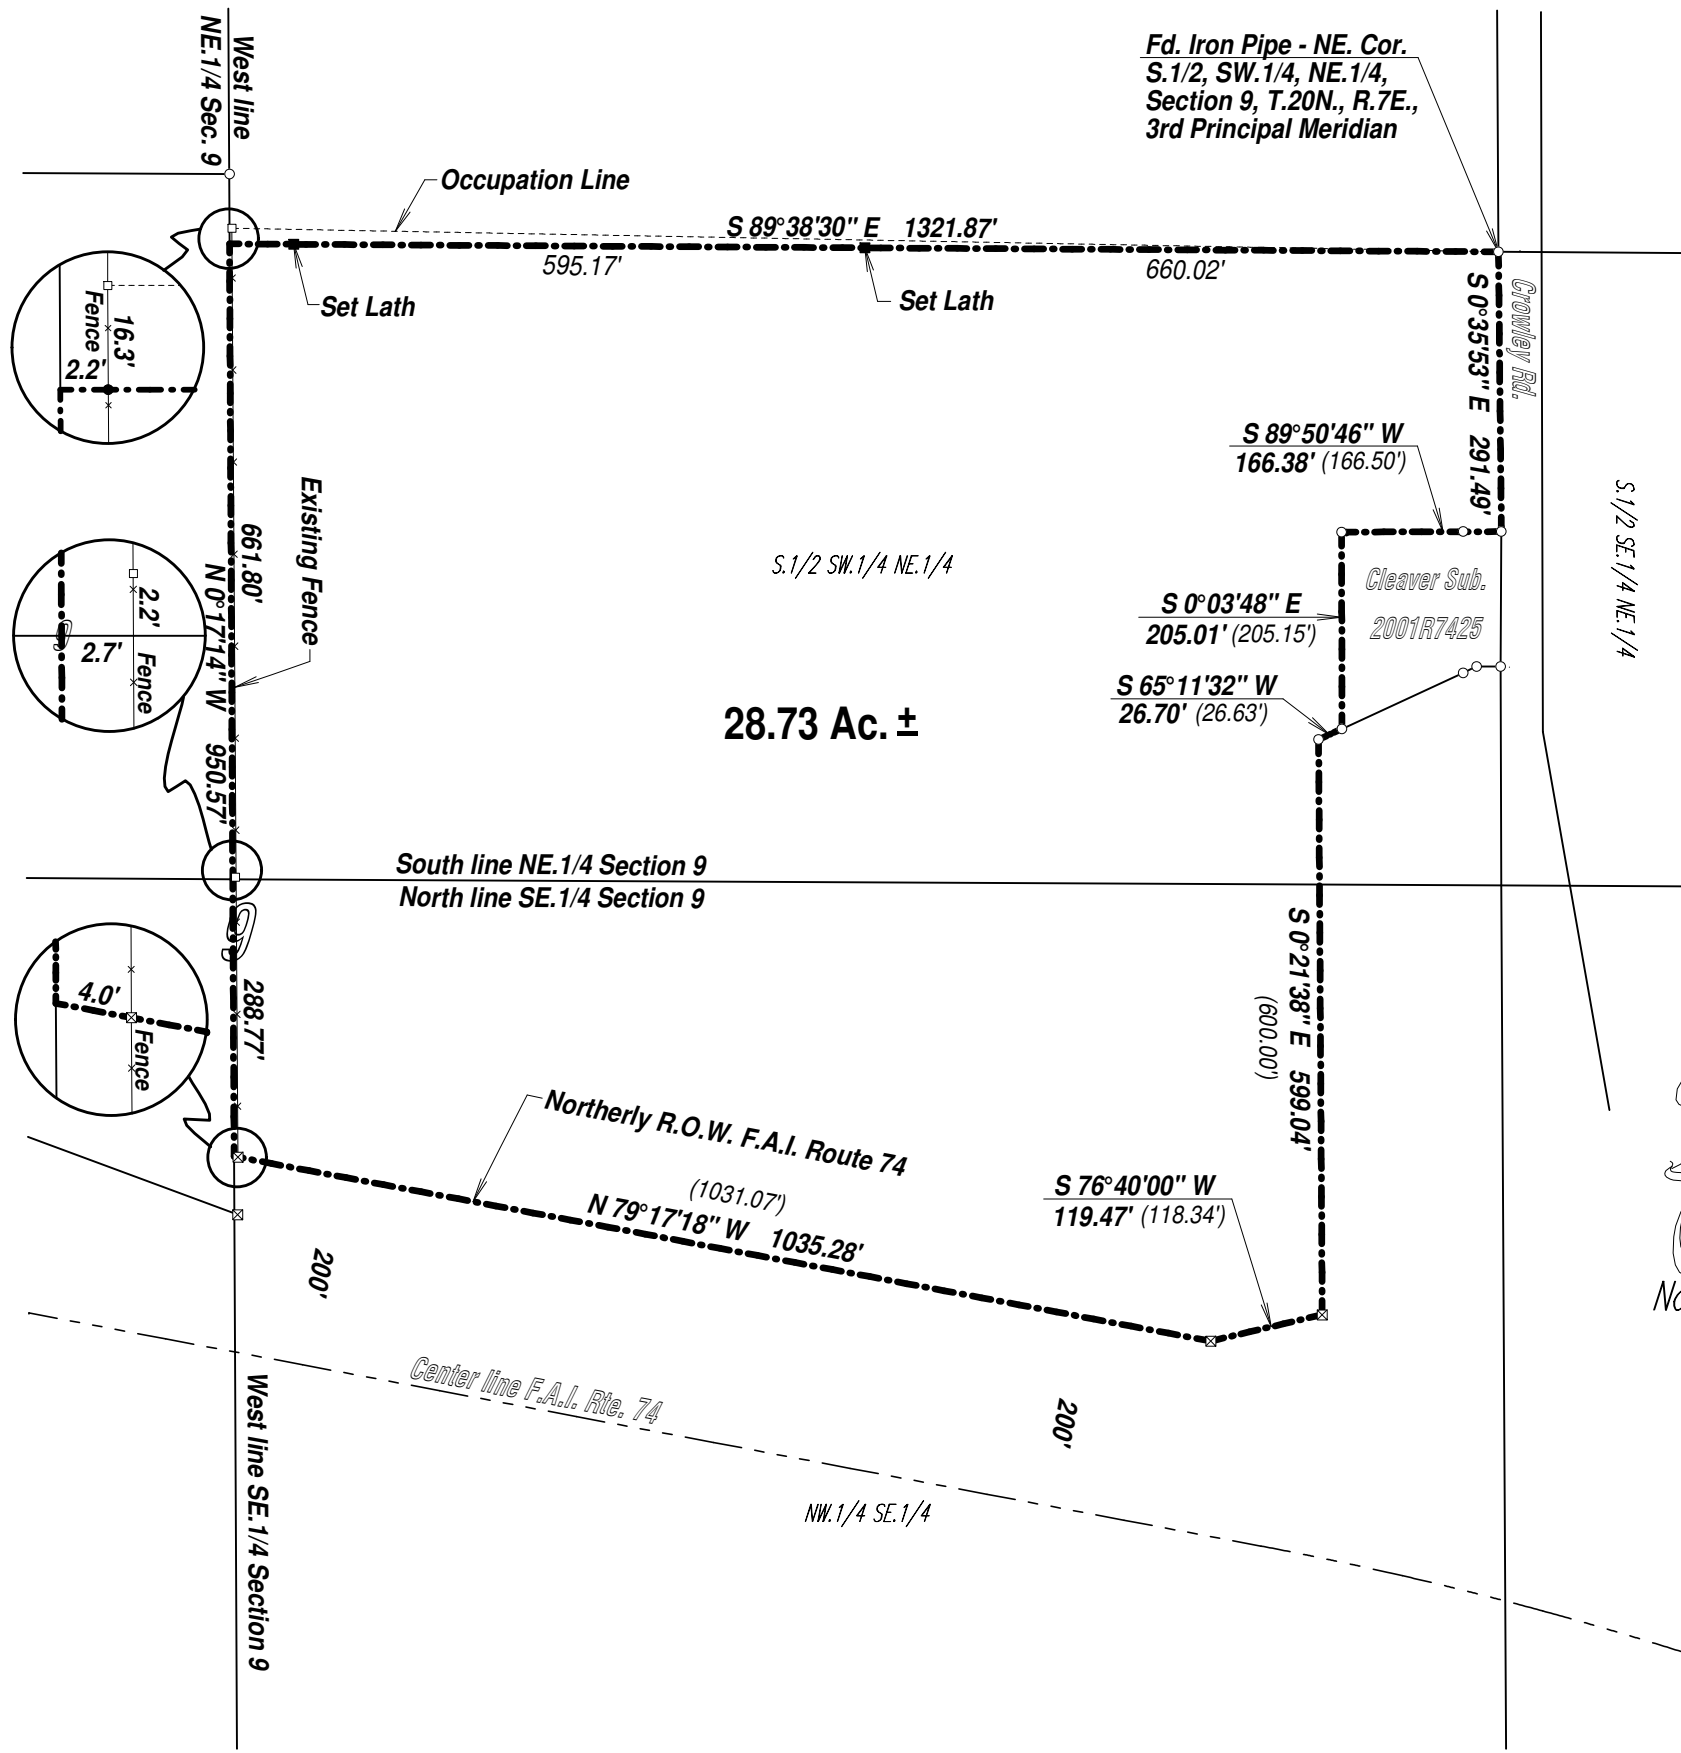 West line
NE.1/4 Sec. 9
Fd. Iron Pipe - NE. Cor.
S.1/2, SW.1/4, NE.1/4,
Section 9, T.20N., R.7E.,
3rd Principal Meridian
Occupation Line
S 89°38'30" E 1321.87'
595.17'
660.02'
Set Lath
Set Lath
Fence
16.3'
2.2'
Crowley Rd.
S 0°35'53" E 291.49'
S 89°50'46" W
166.38' (166.50')
S.1/2 SE.1/4 NE.1/4
Existing Fence
661.80'
N 0°17'14" W 950.57'
S.1/2 SW.1/4 NE.1/4
Cleaver Sub.
2001R7425
S 0°03'48" E
205.01' (205.15')
2.2'
2.7'
Fence
9
S 65°11'32" W
26.70' (26.63')
28.73 Ac. ±
South line NE.1/4 Section 9
North line SE.1/4 Section 9
9
S 0°21'38" E 599.04'
(600.00')
4.0'
Fence
288.77'
Northerly R.O.W. F.A.I. Route 74
(1031.07')
N 79°17'18" W 1035.28'
S 76°40'00" W
119.47' (118.34')
200'
200'
Center line F.A.I. Rte. 74
West line SE.1/4 Section 9
NW.1/4 SE.1/4